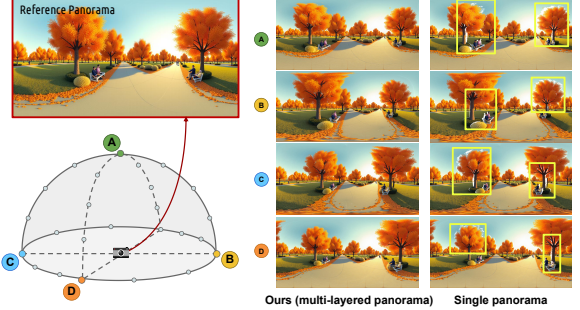 Reference Panorama
A
B
C
D
A
C
B
D
Ours (multi-layered panorama)
Single panorama